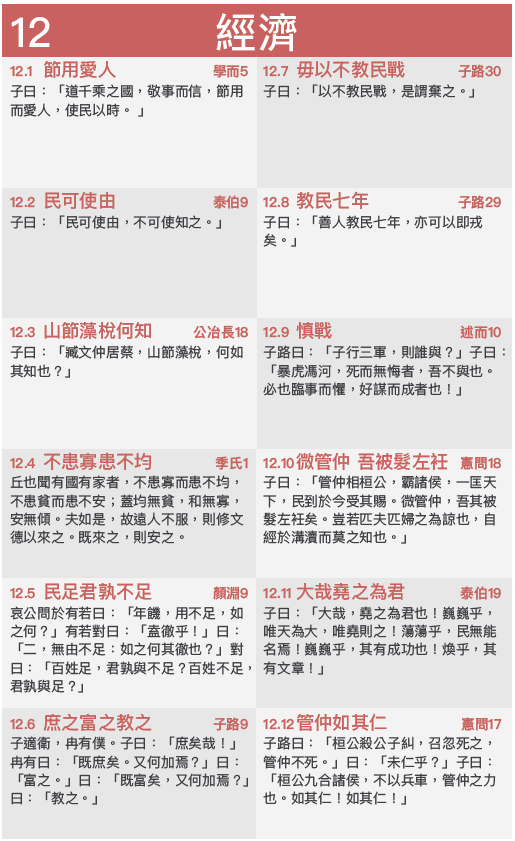 12 經濟
12.1 節用愛人 學而5
子曰：「道千乘之國，敬事而信，節用
而愛人，使民以時。 」
12.2 民可使由 泰伯9
子曰：「民可使由，不可使知之。」
12.3 山節藻梲何知 公冶長18
子曰：「臧文仲居蔡，山節藻梲，何如
其知也？」
12.4 不患寡患不均 季氏1
丘也聞有國有家者，不患寡而患不均，
不患貧而患不安；蓋均無貧，和無寡，
安無傾。夫如是，故遠人不服，則修文
德以來之。既來之，則安之。
12.5 民足君孰不足 顏淵9
哀公問於有若曰：「年饑，用不足，如
之何？」有若對曰：「盍徹乎！」曰：
「二，無由不足：如之何其徹也？」對
曰：「百姓足，君孰與不足？百姓不足，
君孰與足？」
12.6 庶之富之教之 子路9
子適衛，冉有僕。子曰：「庶矣哉！」
冉有曰：「既庶矣。又何加焉？」曰：
「富之。」曰：「既富矣，又何加焉？」
曰：「教之。」
12.7 毋以不教民戰 子路30
子曰：「以不教民戰，是謂棄之。」
12.8 教民七年 子路29
子曰：「善人教民七年，亦可以即戎
矣。」
12.9 慎戰 述而10
子路曰：「子行三軍，則誰與？」子曰：
「暴虎馮河，死而無悔者，吾不與也。
必也臨事而懼，好謀而成者也！」
12.10 微管仲 吾被髮左衽 憲問18
子曰：「管仲相桓公，霸諸侯，一匡天
下，民到於今受其賜。微管仲，吾其被
髮左衽矣。豈若匹夫匹婦之為諒也，自
經於溝瀆而莫之知也。」
12.11 大哉堯之為君 泰伯19
子曰：「大哉，堯之為君也！巍巍乎，
唯天為大，唯堯則之！蕩蕩乎，民無能
名焉！巍巍乎，其有成功也！煥乎，其
有文章！」
12.12 管仲如其仁 憲問17
子路曰：「桓公殺公子糾，召忽死之，
管仲不死。」曰：「未仁乎？」子曰：
「桓公九合諸侯，不以兵車，管仲之力
也。如其仁！如其仁！」